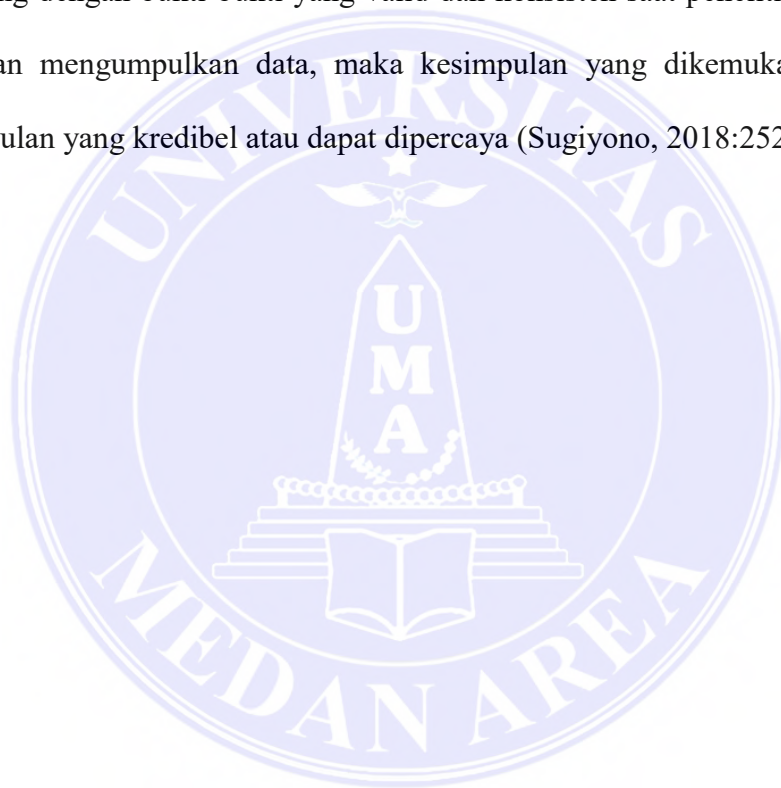 an mengumpulkan data, maka kesimpulan yang dikemuka
ulan yang kredibel atau dapat dipercaya (Sugiyono, 2018:252
UNIVERSITAS
UMA
MEDAN AREA